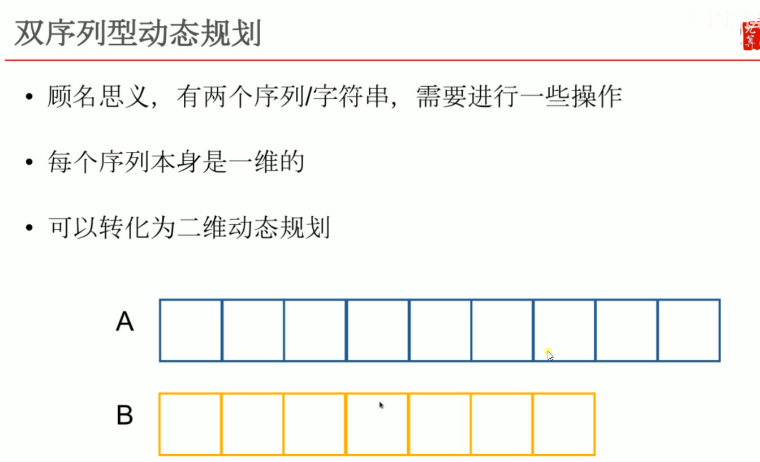 双序列型动态规划
• 顾名思义，有两个序列/字符串，需要进行一些操作
• 每个序列本身是一维的
• 可以转化为二维动态规划
A
B